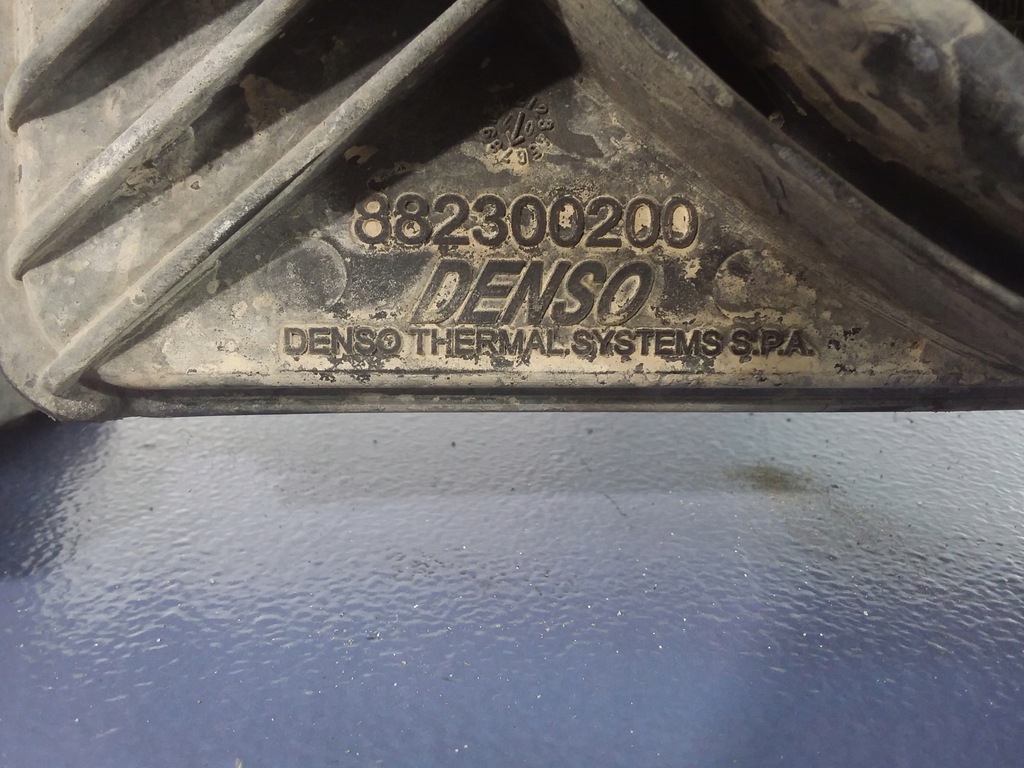 882300200
DENSO
DENSO THERMAL SYSTEMS S.P.A.